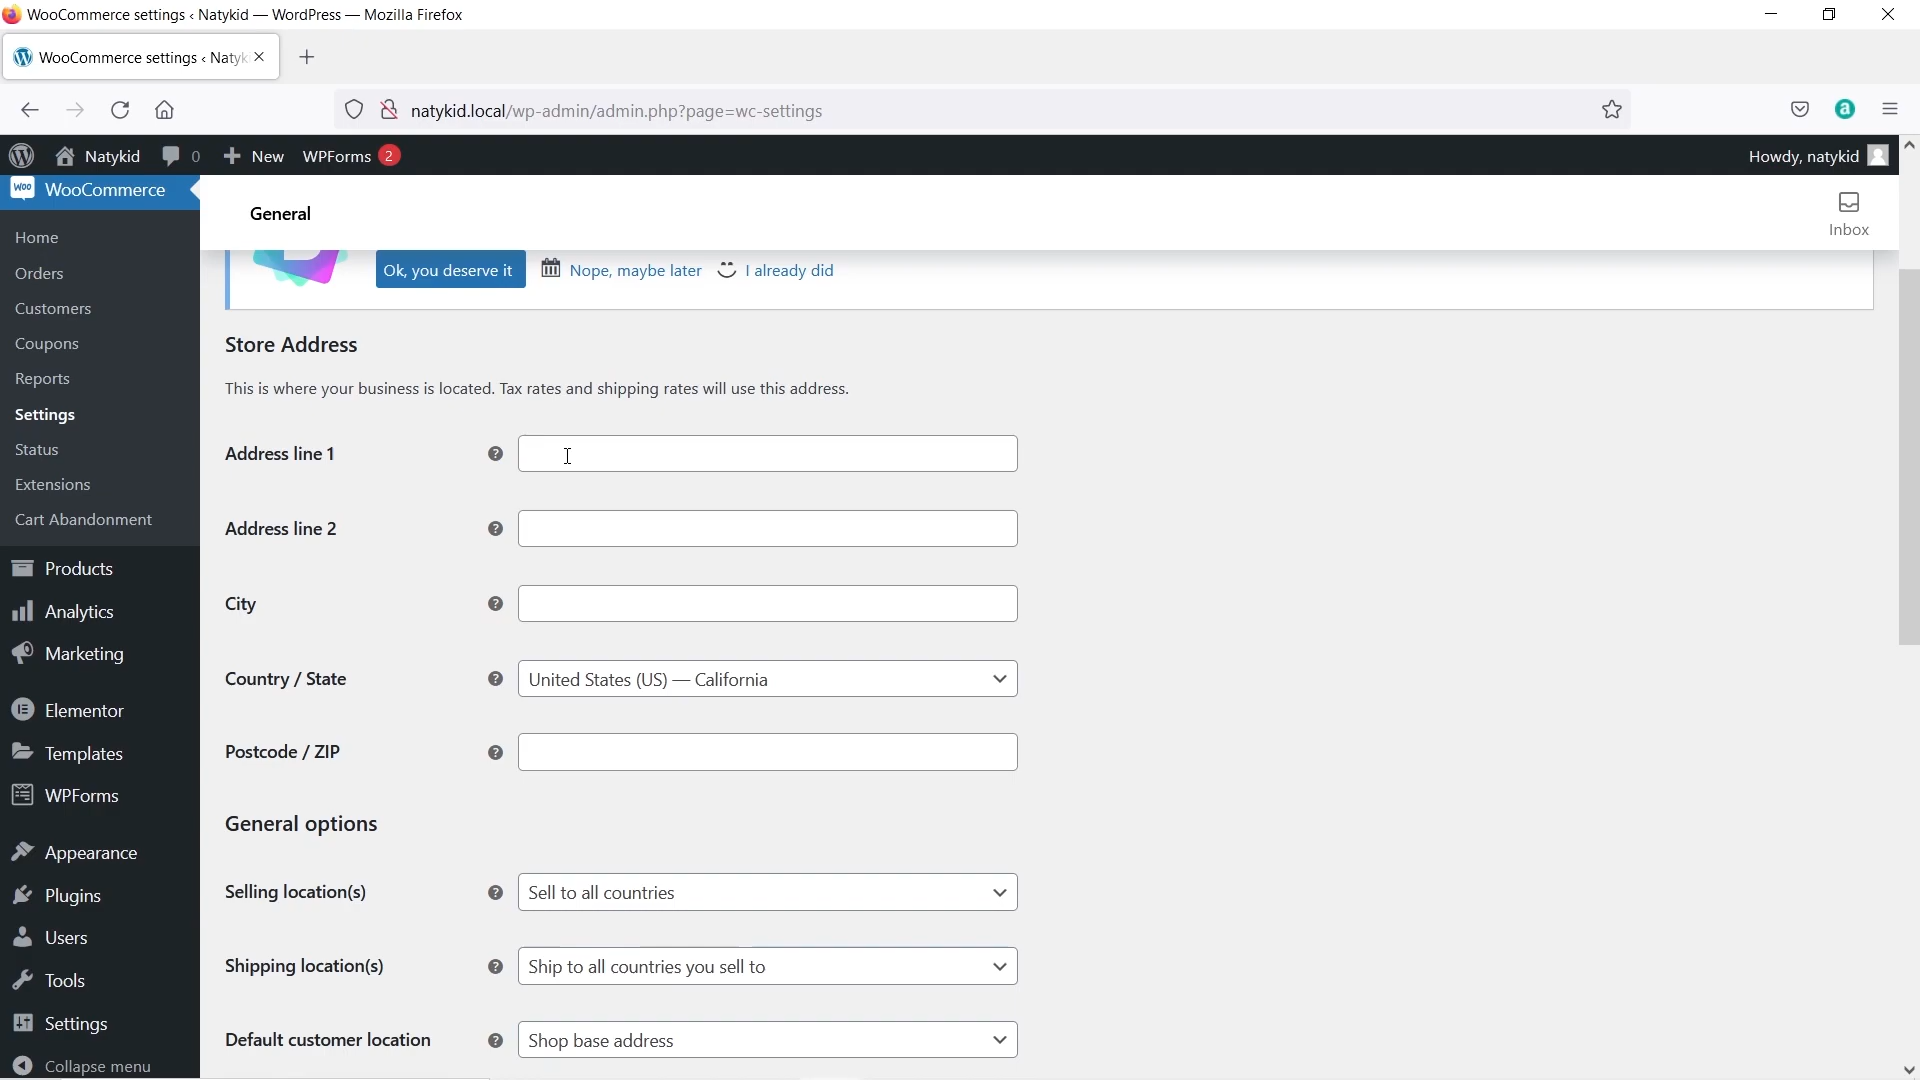 WooCommerce settings ‹ Natykid — WordPress — Mozilla Firefox
WooCommerce settings ‹ Natyk
natykid.local/wp-admin/admin.php?page=wc-settings
Natykid 0 New WPForms 2 Howdy, natykid
WooCommerce
Home
Orders
Customers
Coupons
Reports
Settings
Status
Extensions
Cart Abandonment
Products
Analytics
Marketing
Elementor
Templates
WPForms
Appearance
Plugins
Users
Tools
Settings
Collapse menu
General
Inbox
Ok, you deserve it Nope, maybe later I already did
Store Address
This is where your business is located. Tax rates and shipping rates will use this address.
Address line 1
Address line 2
City
Country / State United States (US) — California
Postcode / ZIP
General options
Selling location(s) Sell to all countries
Shipping location(s) Ship to all countries you sell to
Default customer location Shop base address